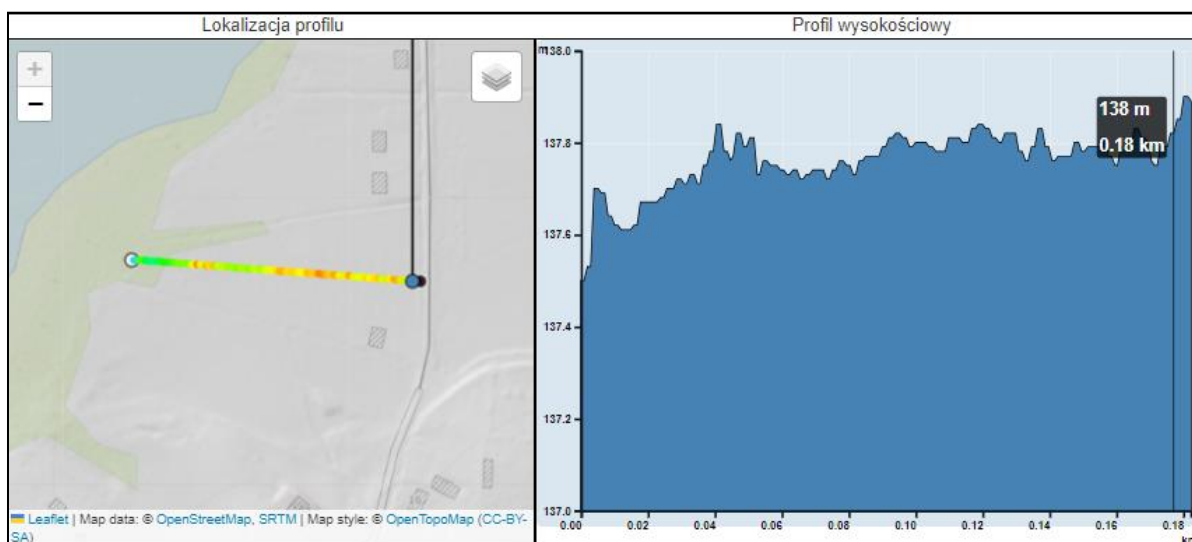 Lokalizacja profilu
Profil wysokościowy
+
−
Leaflet | Map data: © OpenStreetMap, SRTM | Map style: © OpenTopoMap (CC-BY-
SA)
m
138.0
137.8
137.6
137.4
137.2
137.0
138 m
0.18 km
0.00 0.02 0.04 0.06 0.08 0.10 0.12 0.14 0.16 0.18